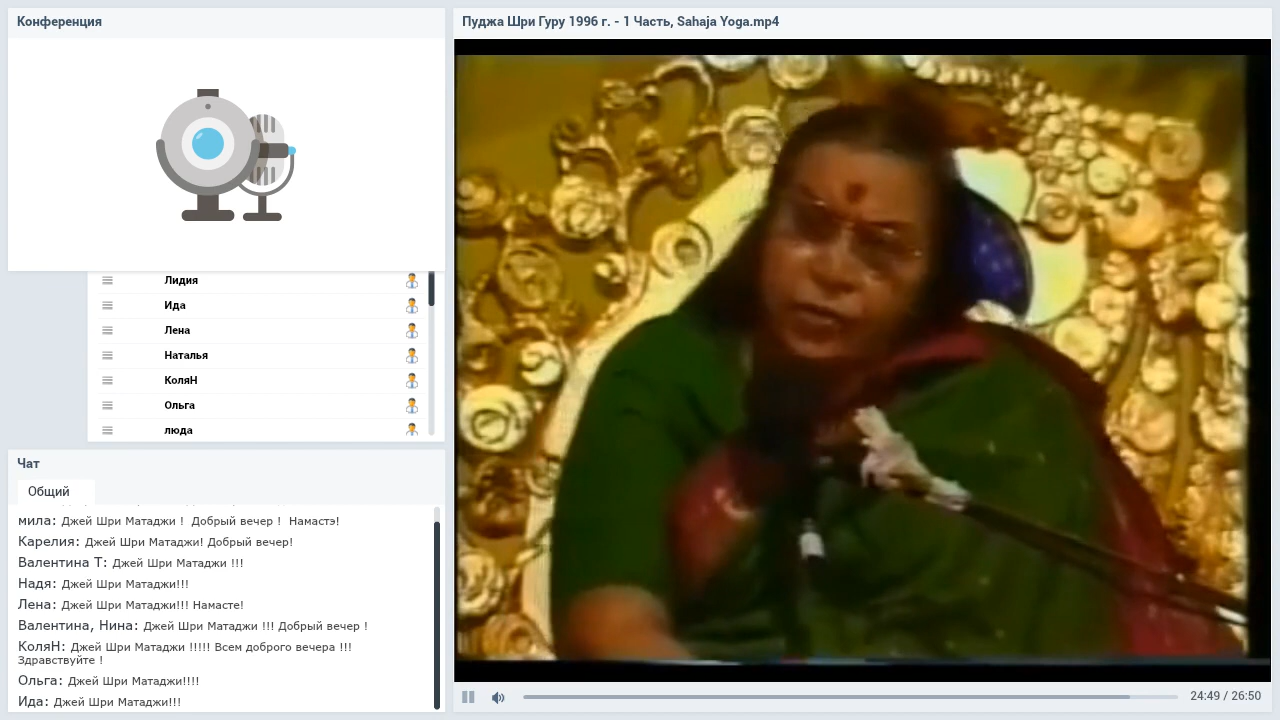 Конференция
Лидия
Ида
Лена
Наталья
КоляН
Ольга
люда
Чат
Общий
мила: Джей Шри Матаджи ! Добрый вечер ! Намастэ!
Карелия: Джей Шри Матаджи! Добрый вечер!
Валентина Т: Джей Шри Матаджи !!!
Надя: Джей Шри Матаджи!!!
Лена: Джей Шри Матаджи!!! Намасте!
Валентина, Нина: Джей Шри Матаджи !!! Добрый вечер !
КоляН: Джей Шри Матаджи !!!!! Всем доброго вечера !!!
Здравствуйте !
Ольга: Джей Шри Матаджи!!!!
Ида: Джей Шри Матаджи!!!
Пуджа Шри Гуру 1996 г. - 1 Часть, Sahaja Yoga.mp4
24:49 / 26:50